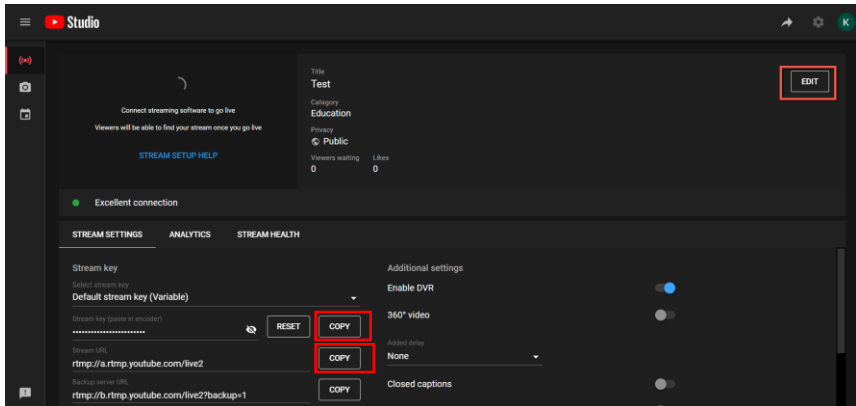 Studio
K
Connect streaming software to go live
Viewers will be able to find your stream once you go live
STREAM SETUP HELP
Title
Test
Category
Education
Privacy
Public
Viewers waiting Likes
0 0
EDIT
Excellent connection
STREAM SETTINGS ANALYTICS STREAM HEALTH
Stream key
Select stream key
Default stream key (Variable)
Stream key (paste in encoder)
•••••••••••••••••••••••• RESET COPY
Stream URL
rtmp://a.rtmp.youtube.com/live2 COPY
Backup server URL
rtmp://b.rtmp.youtube.com/live2?backup=1 COPY
Additional settings
Enable DVR
360° video
Added delay
None
Closed captions